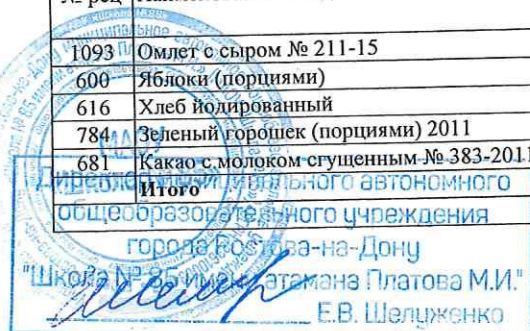 № рец
1093 Омлет с сыром № 211-15
600 Яблоки (порциями)
616 Хлеб йодированный
784 Зеленый горошек (порциями) 2011
681 Какао с молоком сгущенным № 383-2011
Итого
Директор муниципального автономного
общеобразовательного учреждения
города Ростова-на-Дону
"Школа № 85 имени атамана Платова М.И."
Е.В. Шелуженко